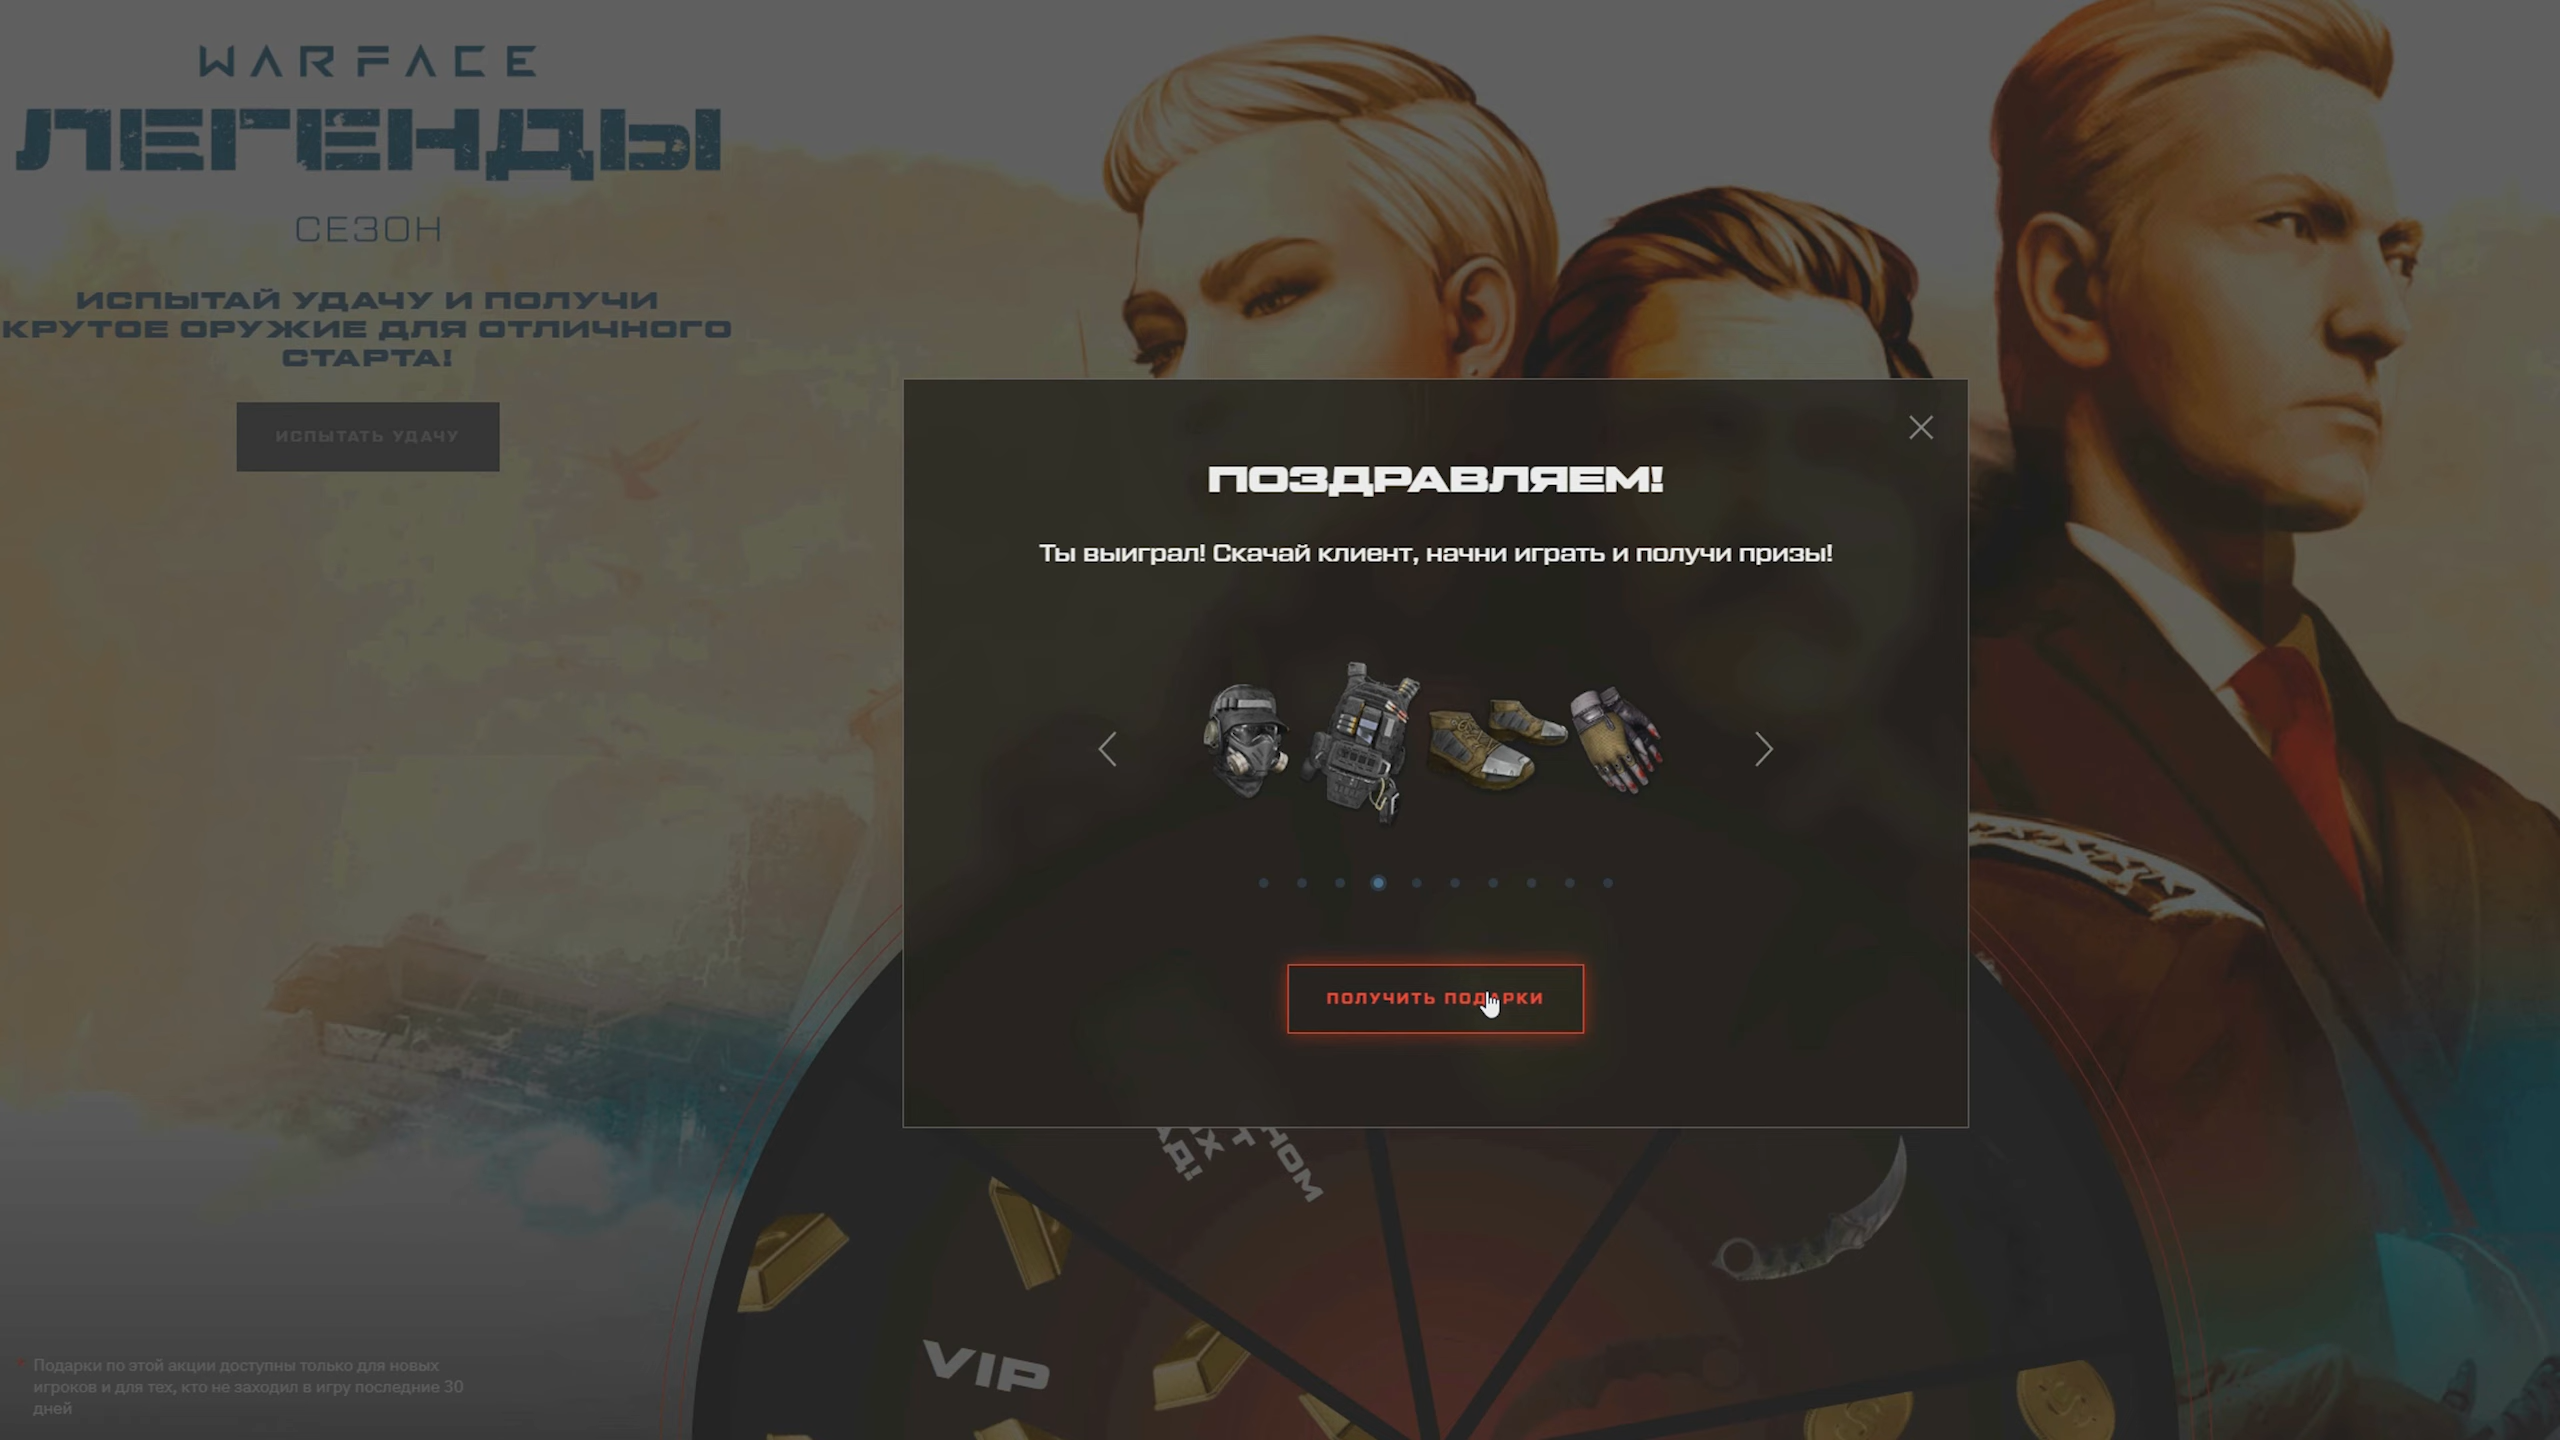 WARFACE
ЛЕГЕНДЫ
СЕЗОН
ИСПЫТАЙ УДАЧУ И ПОЛУЧИ
КРУТОЕ ОРУЖИЕ ДЛЯ ОТЛИЧНОГО
СТАРТА!
ИСПЫТАТЬ УДАЧУ
ПОЗДРАВЛЯЕМ!
Ты выиграл! Скачай клиент, начни играть и получи призы!
ПОЛУЧИТЬ ПОДАРКИ
VIP
* Подарки по этой акции доступны только для новых
игроков и для тех, кто не заходил в игру последние 30
дней